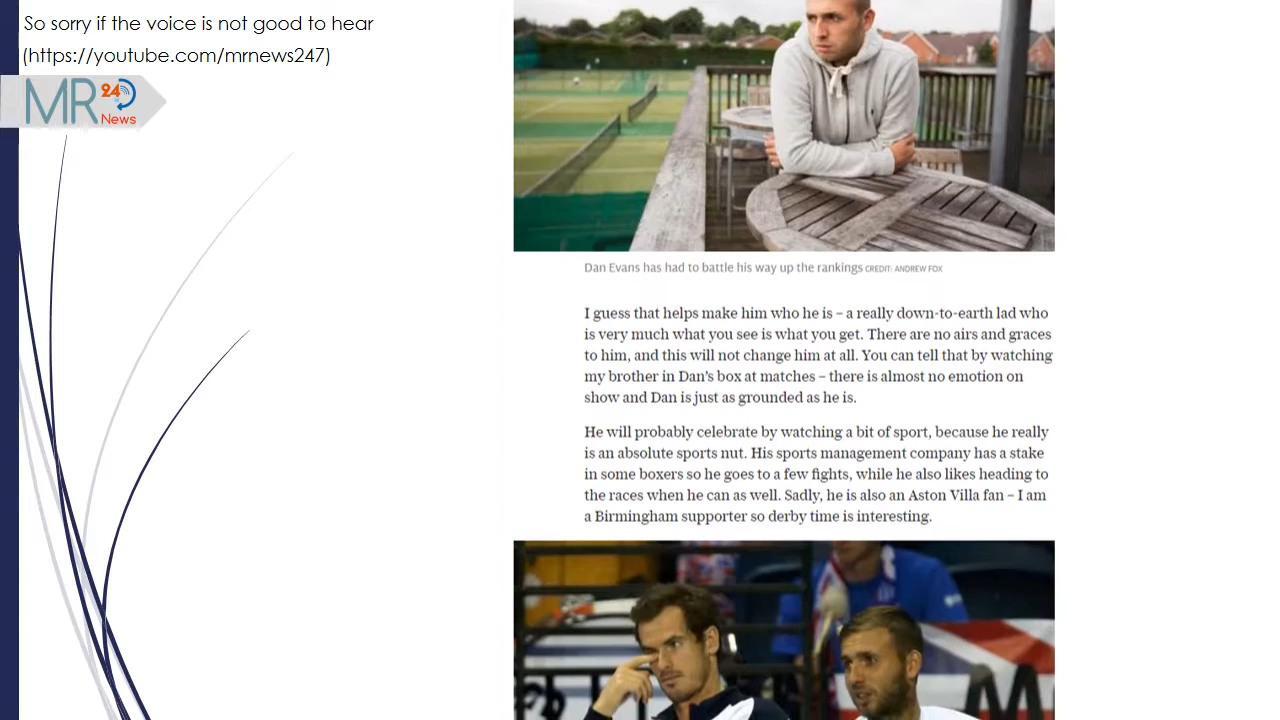 So sorry if the voice is not good to hear
(https://youtube.com/mrnews247)
MR 24
News
Dan Evans has had to battle his way up the rankings CREDIT: ANDREW FOX
I guess that helps make him who he is – a really down-to-earth lad who
is very much what you see is what you get. There are no airs and graces
to him, and this will not change him at all. You can tell that by watching
my brother in Dan's box at matches – there is almost no emotion on
show and Dan is just as grounded as he is.
He will probably celebrate by watching a bit of sport, because he really
is an absolute sports nut. His sports management company has a stake
in some boxers so he goes to a few fights, while he also likes heading to
the races when he can as well. Sadly, he is also an Aston Villa fan – I am
a Birmingham supporter so derby time is interesting.